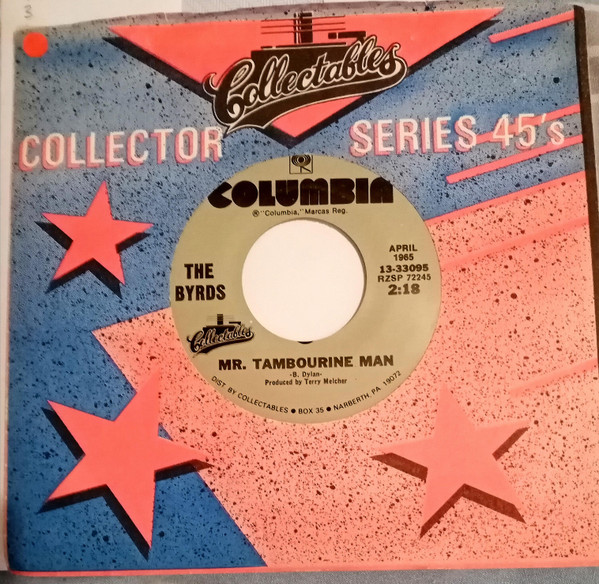 3
Collectables
COLLECTOR SERIES 45's
COLUMBIA
®"Columbia," Marcas Reg.
THE
BYRDS
APRIL
1965
13-33095
RZSP 72245
2:18
Collectables
MR. TAMBOURINE MAN
-B. Dylan-
Produced by Terry Melcher
DIST BY COLLECTABLES • BOX 35 • NARBERTH, PA 19072